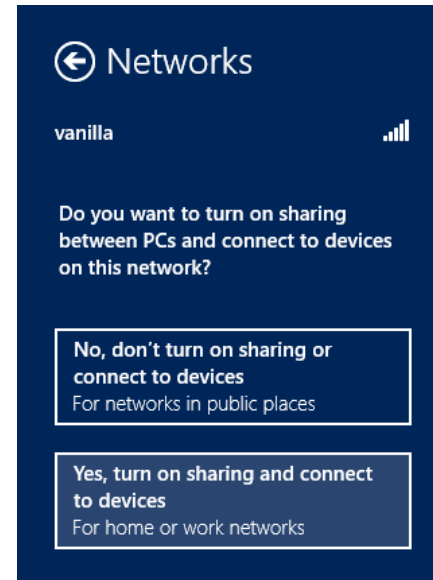 Networks
vanilla
Do you want to turn on sharing
between PCs and connect to devices
on this network?
No, don't turn on sharing or
connect to devices
For networks in public places
Yes, turn on sharing and connect
to devices
For home or work networks